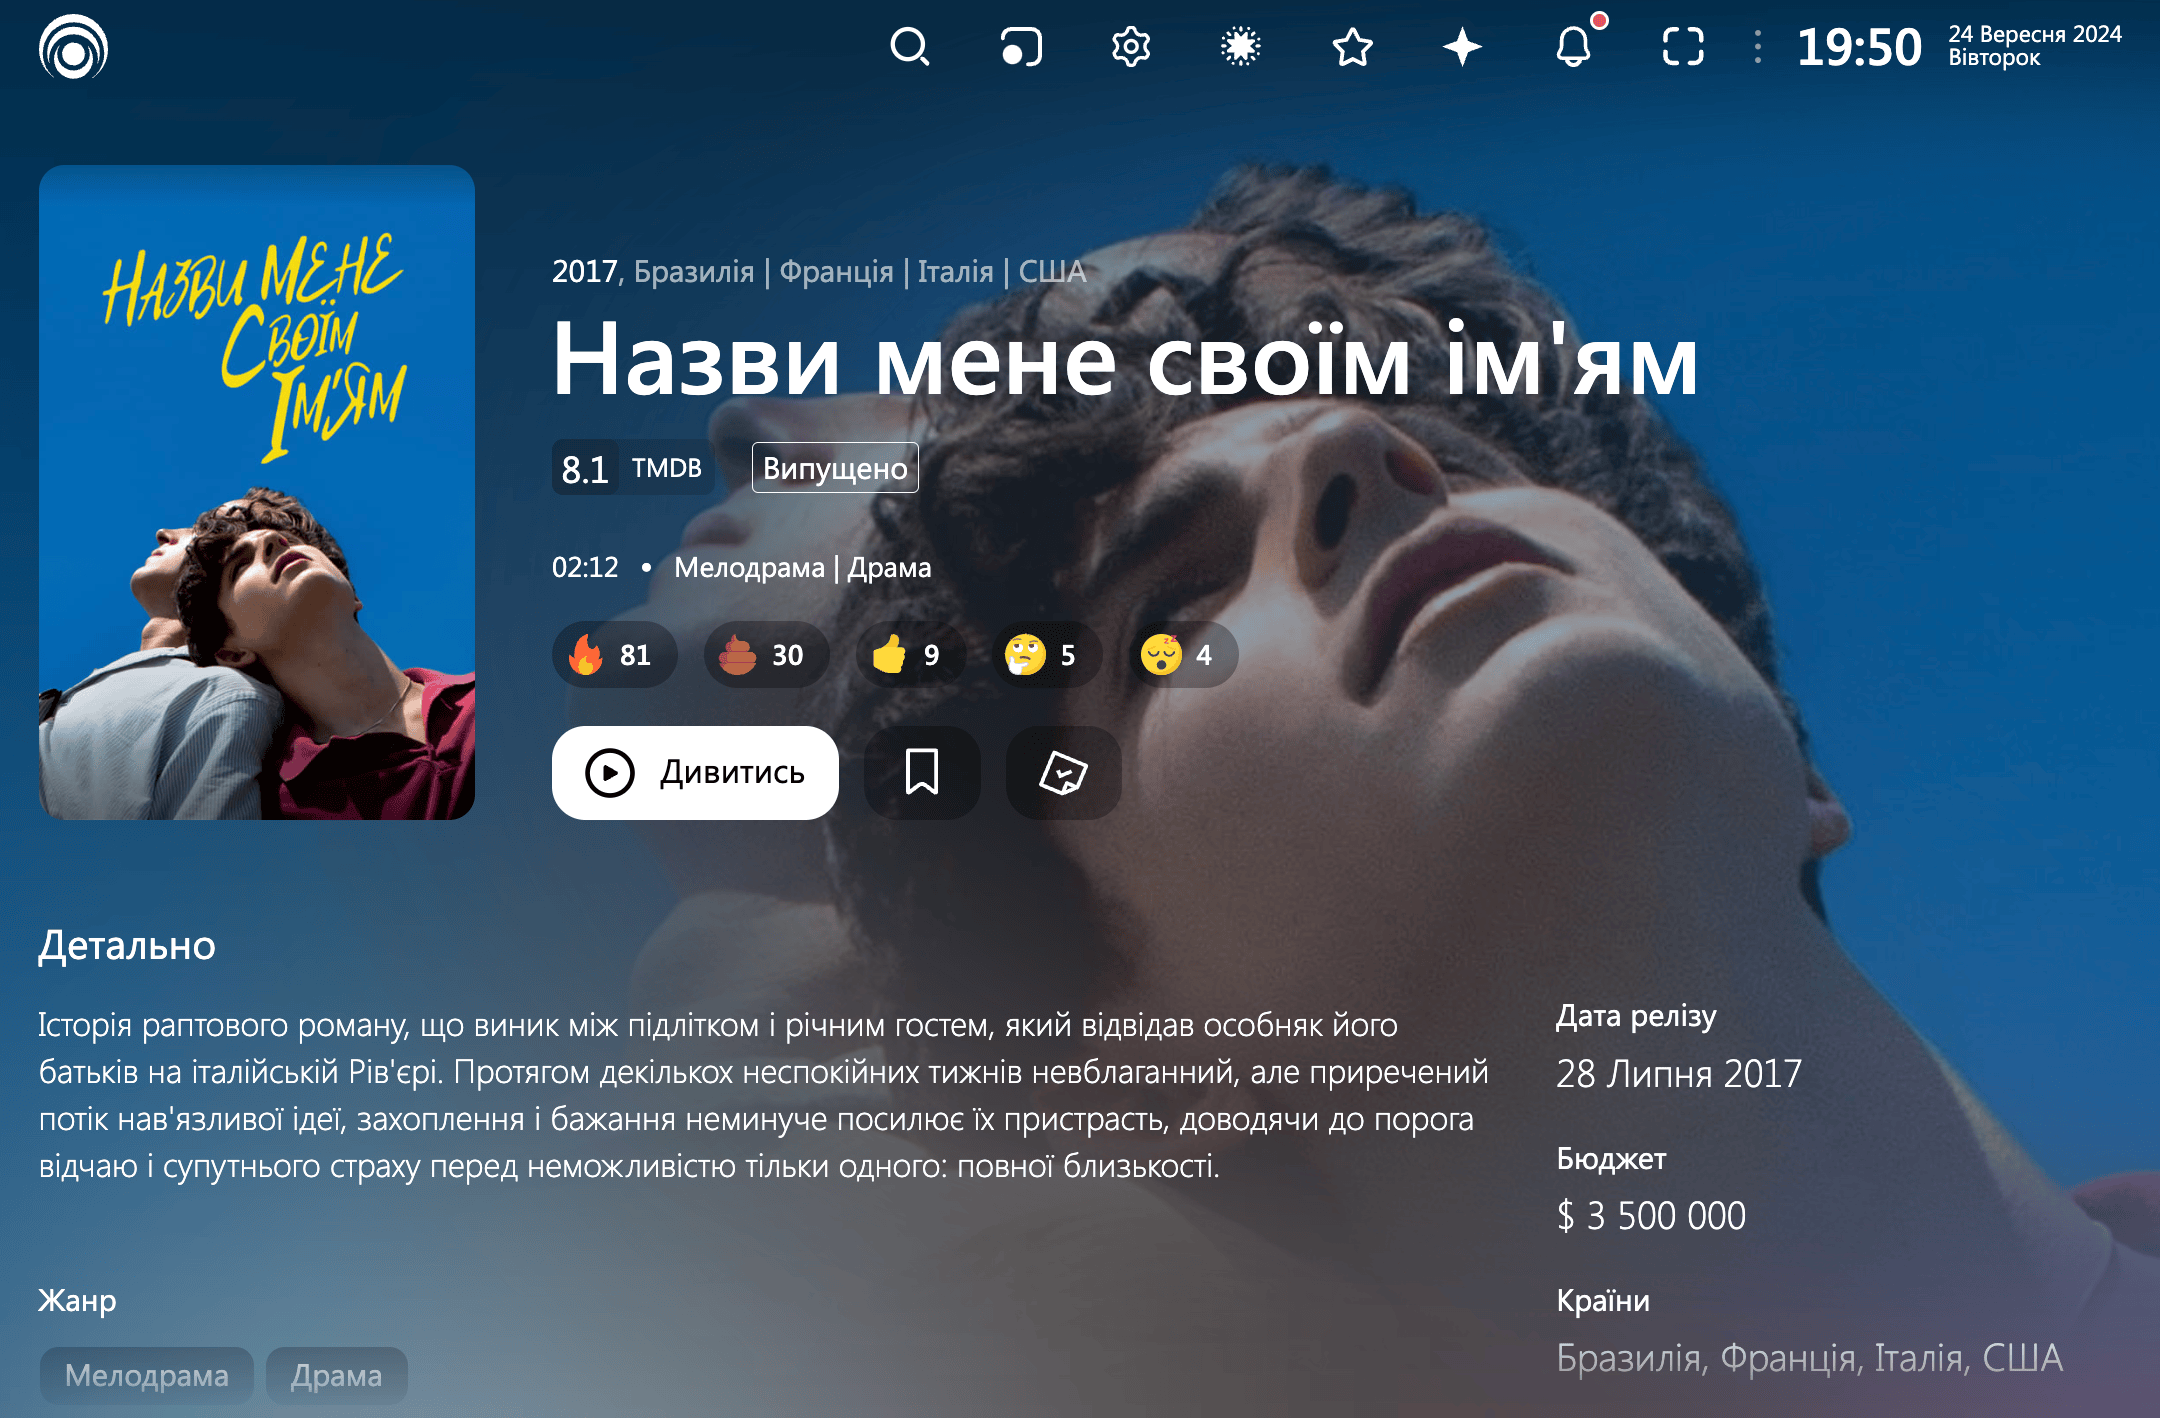 19:50
24 Вересня 2024
Вівторок
Назви мене
своїм
ім'ям
2017, Бразилія | Франція | Італія | США
Назви мене своїм ім'ям
8.1 TMDB Випущено
02:12 • Мелодрама | Драма
81 30 9 5 4
Дивитись
Детально
Історія раптового роману, що виник між підлітком і річним гостем, який відвідав особняк його
батьків на італійській Рів'єрі. Протягом декількох неспокійних тижнів невблаганний, але приречений
потік нав'язливої ідеї, захоплення і бажання неминуче посилює їх пристрасть, доводячи до порога
відчаю і супутнього страху перед неможливістю тільки одного: повної близькості.
Дата релізу
28 Липня 2017
Бюджет
$ 3 500 000
Жанр
Мелодрама Драма
Країни
Бразилія, Франція, Італія, США